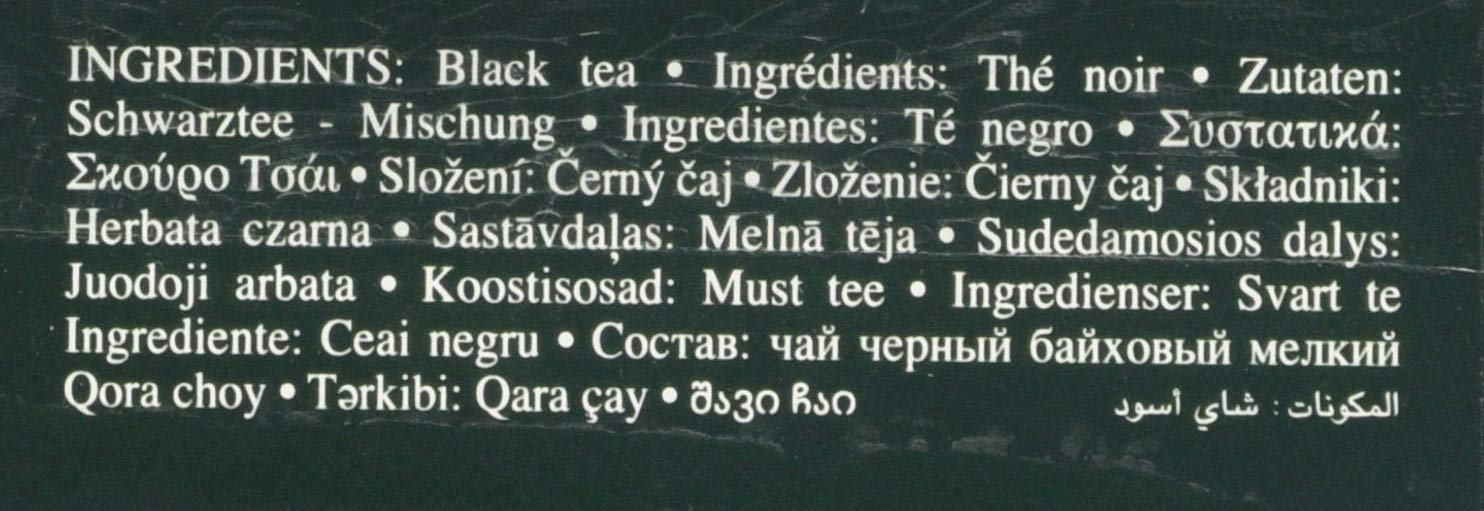 INGREDIENTS: Black tea • Ingrédients: Thé noir • Zutaten:
Schwarztee - Mischung • Ingredientes: Té negro • Συστατικά:
Σκούρο Τσάι • Složení: Černý čaj • Zloženie: Čierny čaj • Składniki:
Herbata czarna • Sastāvdaļas: Melnā tēja • Sudedamosios dalys:
Juodoji arbata • Koostisosad: Must tee • Ingredienser: Svart te
Ingrediente: Ceai negru • Состав: чай черный байховый мелкий
Qora choy • Tərkibi: Qara çay • შავი ჩაი
المكونات : شاي أسود